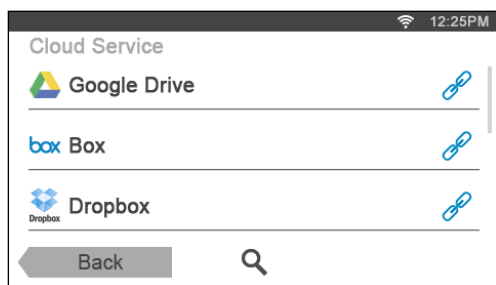 12:25PM
Cloud Service
Google Drive
box Box
Dropbox Dropbox
Back